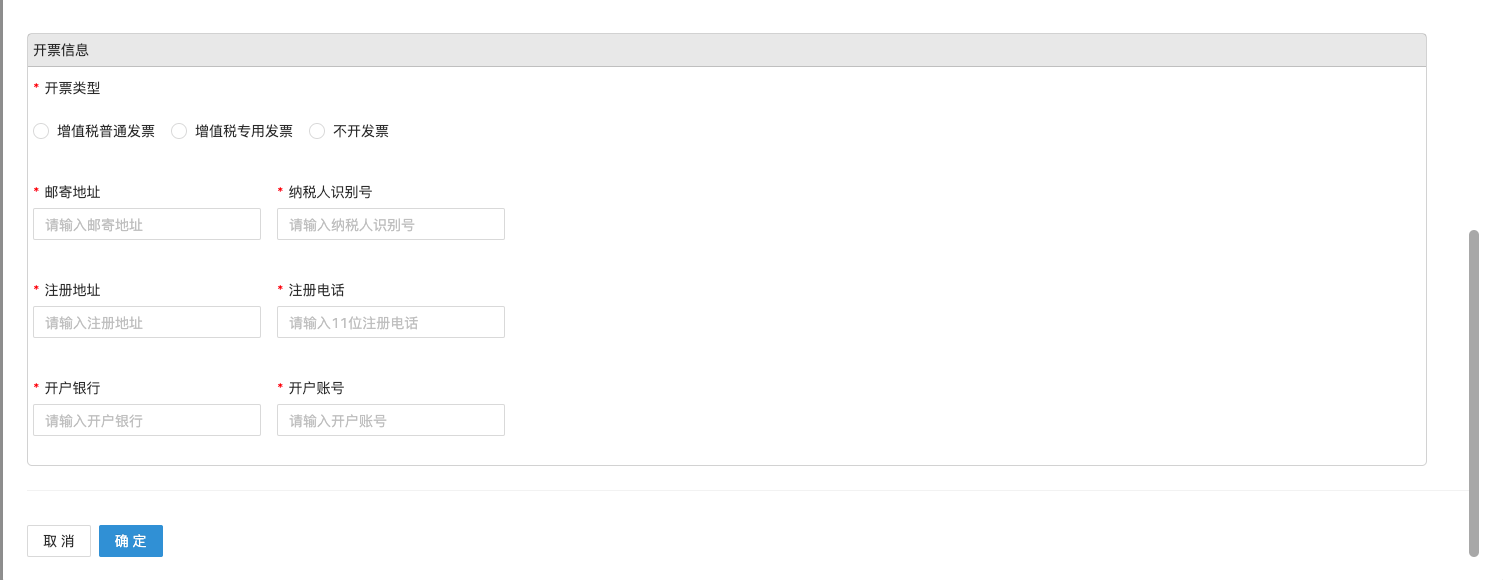 开票信息
* 开票类型
增值税普通发票 增值税专用发票 不开发票
* 邮寄地址 * 纳税人识别号
请输入邮寄地址 请输入纳税人识别号
* 注册地址 * 注册电话
请输入注册地址 请输入11位注册电话
* 开户银行 * 开户账号
请输入开户银行 请输入开户账号
取 消 确 定